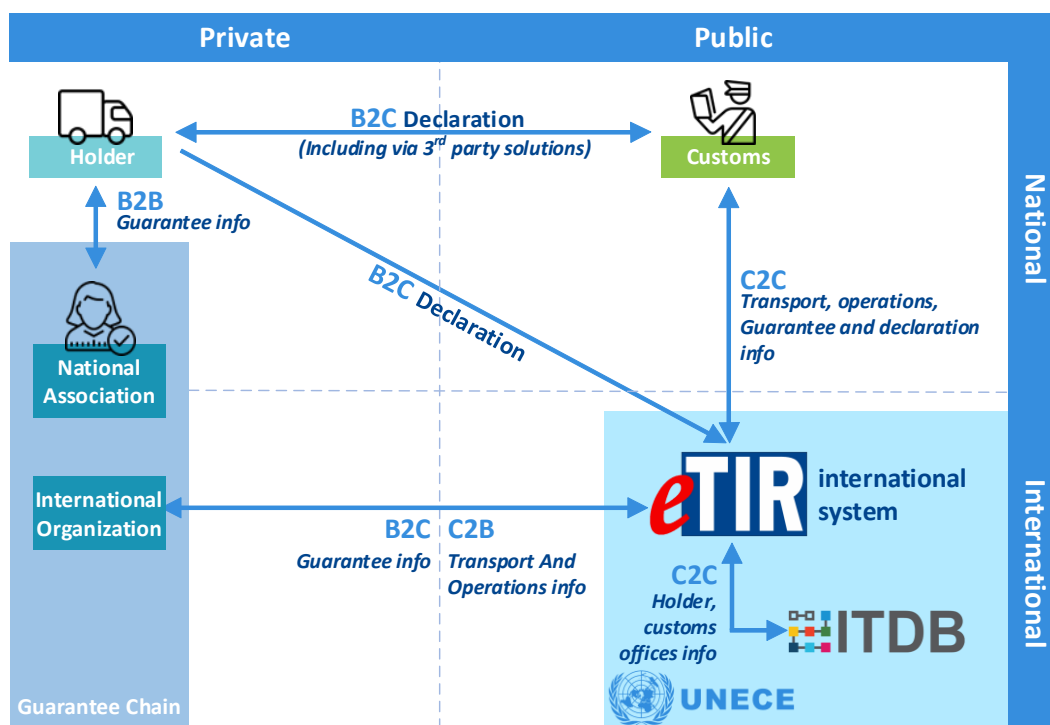 Private
Public
Holder
B2C Declaration
(Including via 3rd party solutions)
Customs
National
B2B
Guarantee info
B2C Declaration
C2C
Transport, operations,
Guarantee and declaration
info
National
Association
International
Organization
B2C
Guarantee info
C2B
Transport And
Operations info
eTIR
international
system
International
C2C
Holder,
customs
offices info
ITDB
UNECE
Guarantee Chain